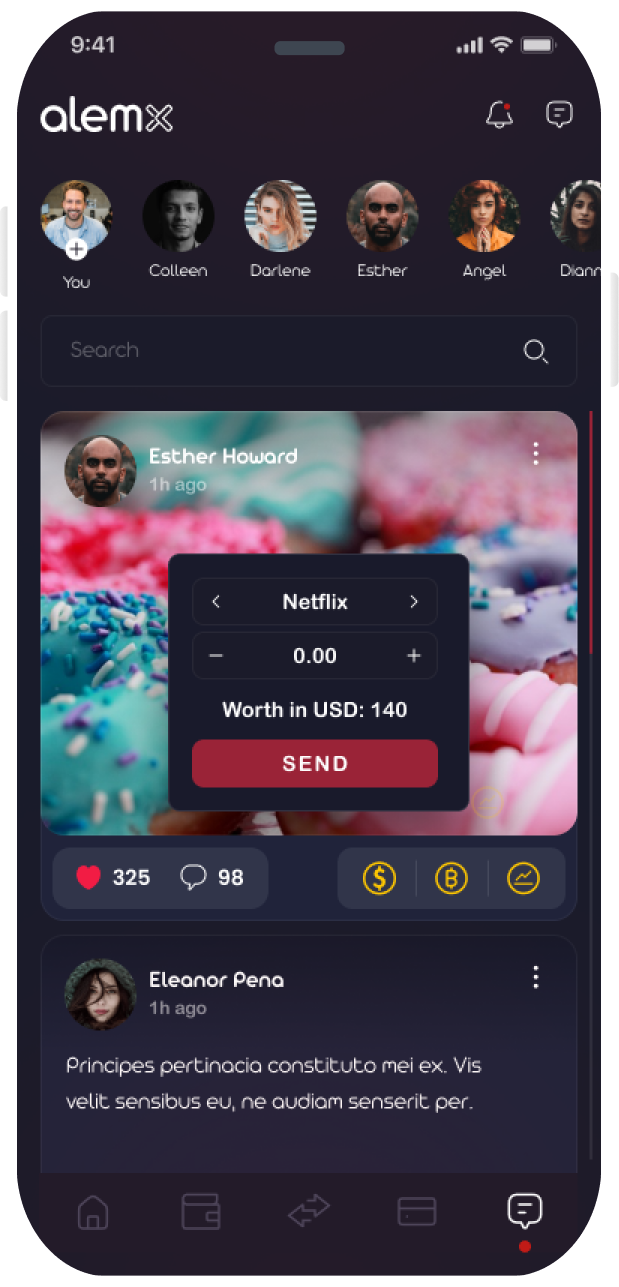 9:41
alemx
You
Colleen
Darlene
Esther
Angel
Diann
Search
Esther Howard
1h ago
Netflix
0.00
Worth in USD: 140
SEND
325
98
Eleanor Pena
1h ago
Principes pertinacia constituto mei ex. Vis
velit sensibus eu, ne audiam senserit per.